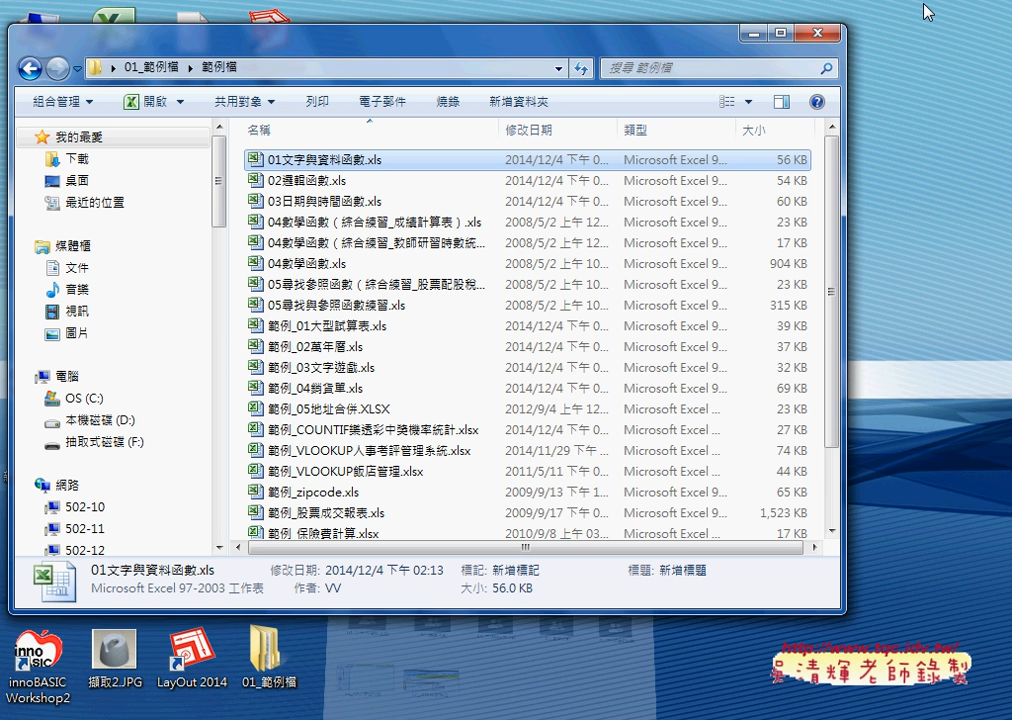 01_範例檔 ▸ 範例檔
搜尋 範例檔
組合管理 開啟 共用對象 列印 電子郵件 燒錄 新增資料夾
名稱 修改日期 類型 大小
我的最愛
下載
桌面
最近的位置
媒體櫃
文件
音樂
視訊
圖片
電腦
OS (C:)
本機磁碟 (D:)
抽取式磁碟 (F:)
網路
502-10
502-11
502-12
01文字與資料函數.xls 2014/12/4 下午 0... Microsoft Excel 9... 56 KB
02邏輯函數.xls 2014/12/4 下午 0... Microsoft Excel 9... 54 KB
03日期與時間函數.xls 2014/12/4 下午 0... Microsoft Excel 9... 60 KB
04數學函數（綜合練習_成績計算表）.xls 2008/5/2 上午 12... Microsoft Excel 9... 23 KB
04數學函數（綜合練習_教師研習時數統... 2008/5/2 上午 12... Microsoft Excel 9... 17 KB
04數學函數.xls 2008/5/2 上午 10... Microsoft Excel 9... 904 KB
05尋找參照函數（綜合練習_股票配股稅... 2008/5/2 上午 10... Microsoft Excel 9... 23 KB
05尋找與參照函數練習.xls 2008/5/2 上午 10... Microsoft Excel 9... 315 KB
範例_01大型試算表.xls 2014/12/4 下午 0... Microsoft Excel 9... 39 KB
範例_02萬年曆.xls 2014/12/4 下午 0... Microsoft Excel 9... 37 KB
範例_03文字遊戲.xls 2014/12/4 下午 0... Microsoft Excel 9... 32 KB
範例_04銷貨單.xls 2014/12/4 下午 0... Microsoft Excel 9... 69 KB
範例_05地址合併.XLSX 2012/9/4 上午 12... Microsoft Excel ... 23 KB
範例_COUNTIF樂透彩中獎機率統計.xlsx 2014/12/4 下午 0... Microsoft Excel ... 27 KB
範例_VLOOKUP人事考評管理系統.xlsx 2014/11/29 下午 ... Microsoft Excel ... 74 KB
範例_VLOOKUP飯店管理.xlsx 2011/5/11 下午 0... Microsoft Excel ... 44 KB
範例_zipcode.xls 2009/9/13 下午 1... Microsoft Excel 9... 65 KB
範例_股票成交報表.xls 2009/9/17 下午 0... Microsoft Excel 9... 1,523 KB
範例_保險費計算.xlsx 2010/9/8 上午 03... Microsoft Excel ... 17 KB
01文字與資料函數.xls 修改日期: 2014/12/4 下午 02:13 標記: 新增標記 標題: 新增標題
Microsoft Excel 97-2003 工作表 作者: VV 大小: 56.0 KB
innoBASIC Workshop2
擷取2.JPG
LayOut 2014
01_範例檔
http://www.tqc.idv.tw/
吳清輝老師錄製